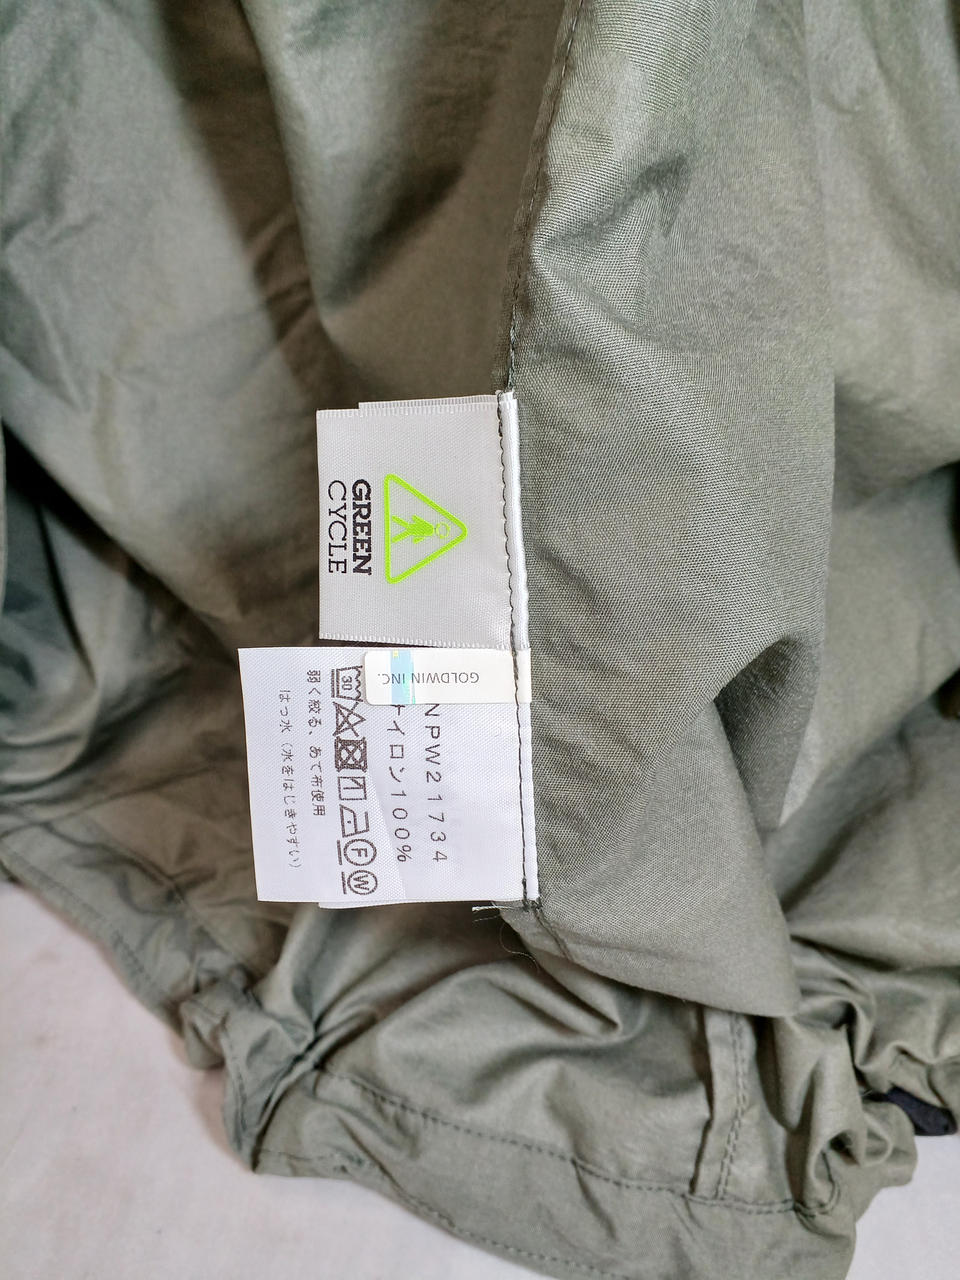 GREEN
CYCLE
GOLDWIN INC.
NPW21734
ナイロン100%
30
F
W
弱く絞る、あて布使用
はっ水（水をはじきやすい）